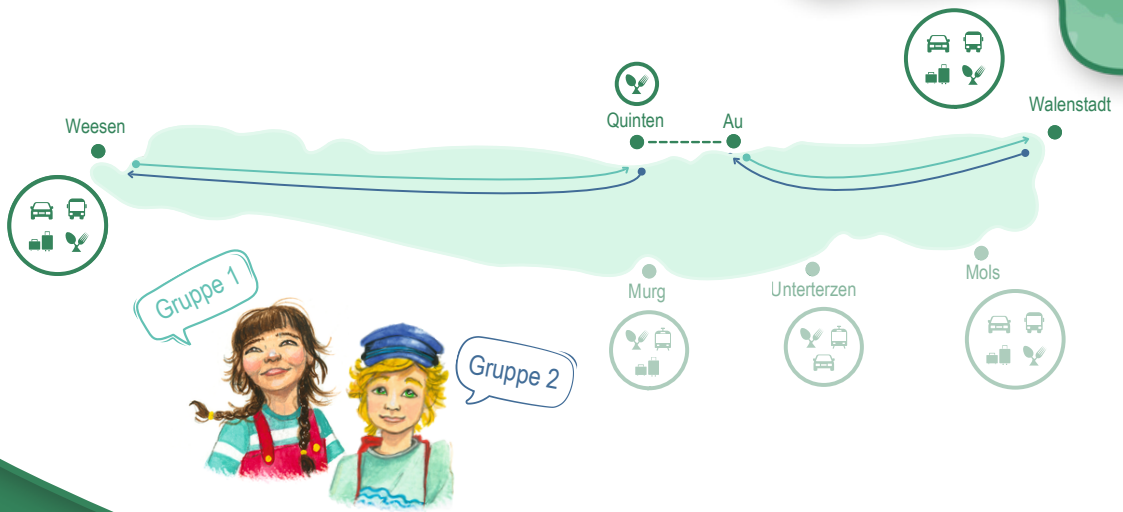 Walenstadt
Weesen
Quinten
Au
Murg
Unterterzen
Mols
Gruppe 1
Gruppe 2